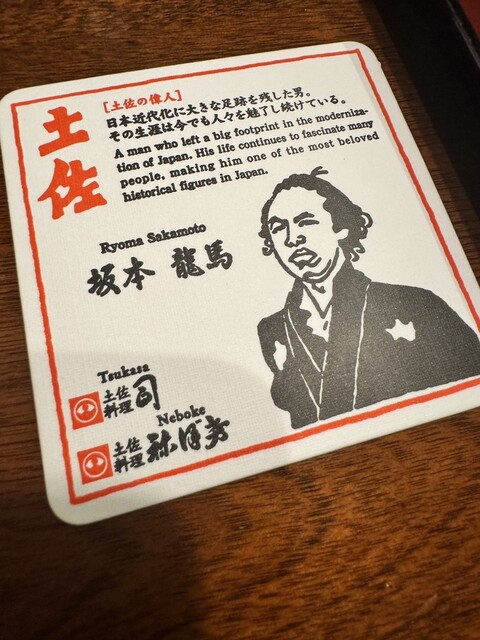 土佐
[土佐の偉人]
日本近代化に大きな足跡を残した男。
その生涯は今でも人々を魅了し続けている。
A man who left a big footprint in the moderniza-
tion of Japan. His life continues to fascinate many
people, making him one of the most beloved
historical figures in Japan.
Ryoma Sakamoto
坂本 龍馬
Tsukasa
土佐料理 司
Neboke
土佐料理 祢ぼけ